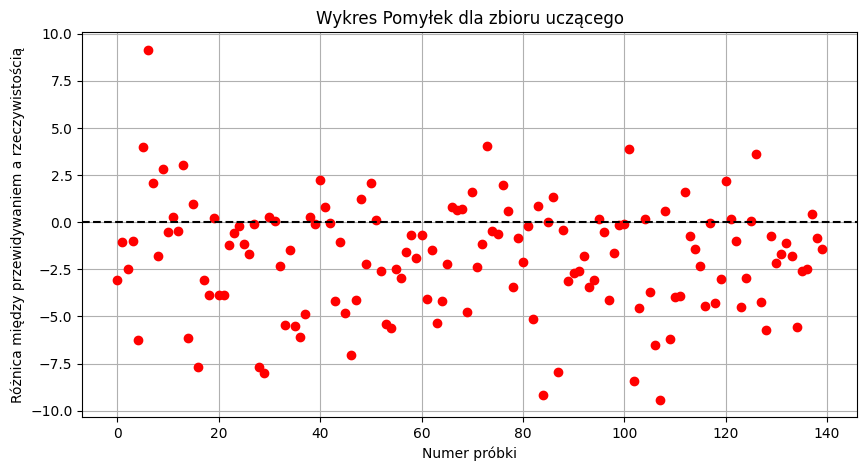 Wykres Pomyłek dla zbioru uczącego
Różnica między przewidywaniem a rzeczywistością
10.0
7.5
5.0
2.5
0.0
−2.5
−5.0
−7.5
−10.0
0 20 40 60 80 100 120 140
Numer próbki